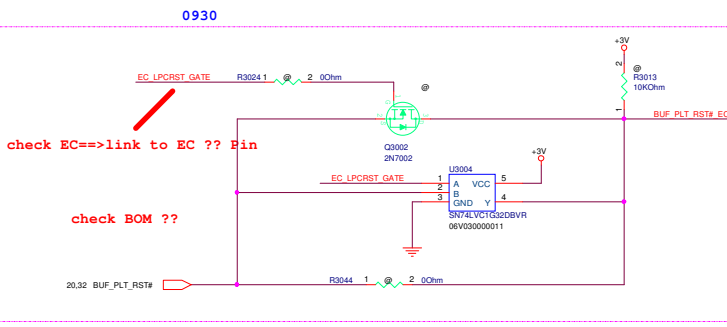 0930
+3V
EC_LPCRST_GATE R3024 1 @ 2 0Ohm
@
2 @
R3013
10KOhm
1
BUF_PLT_RST#_EC
check EC==>link to EC ?? Pin
Q3002
2N7002
+3V
U3004
EC_LPCRST_GATE 1 A VCC 5
2 B
3 GND Y 4
SN74LVC1G32DBVR
06V030000011
check BOM ??
20,32 BUF_PLT_RST#
R3044 1 @ 2 0Ohm